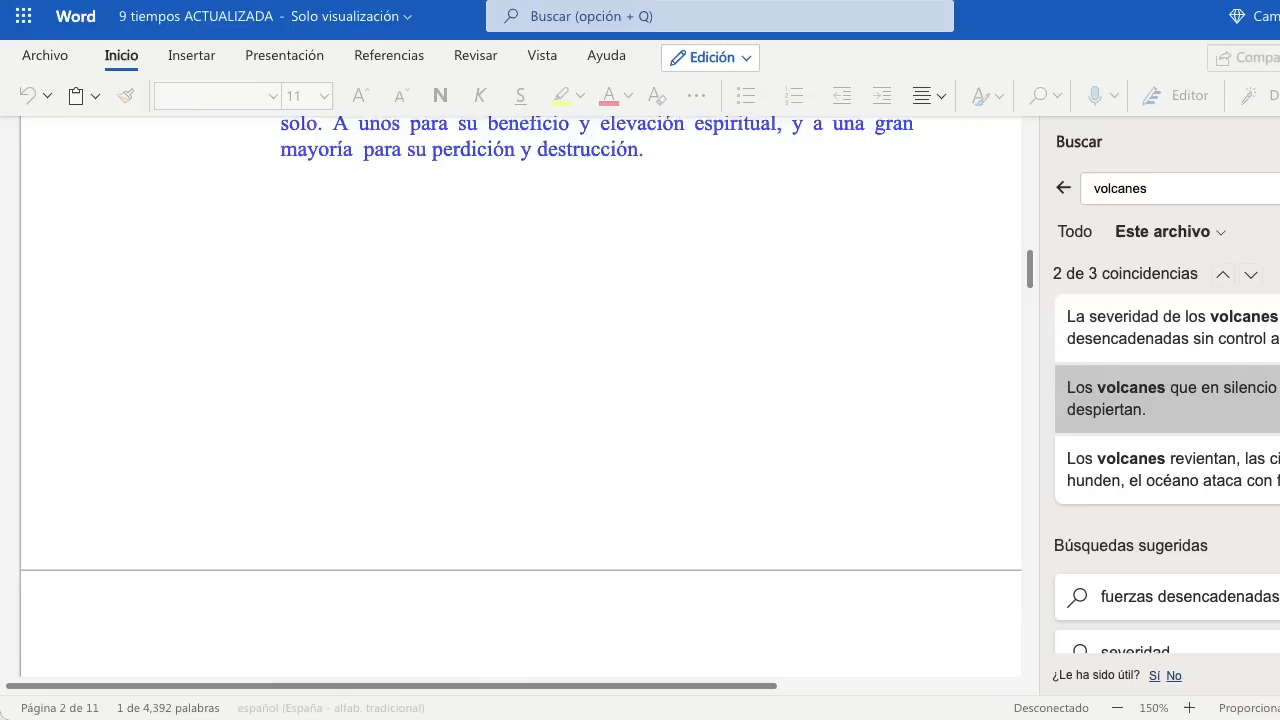 Word 9 tiempos ACTUALIZADA - Solo visualización Buscar (opción + Q) Cam
Archivo Inicio Insertar Presentación Referencias Revisar Vista Ayuda Edición Compa
11 N K S A Editor D
solo. A unos para su beneficio y elevación espiritual, y a una gran
mayoría para su perdición y destrucción.
Buscar
volcanes
Todo Este archivo
2 de 3 coincidencias
La severidad de los volcanes
desencadenadas sin control a
Los volcanes que en silencio
despiertan.
Los volcanes revientan, las ci
hunden, el océano ataca con f
Búsquedas sugeridas
fuerzas desencadenadas
severidad
¿Le ha sido útil? Sí No
Página 2 de 11 1 de 4,392 palabras español (España - alfab. tradicional) Desconectado 150% Proporciona